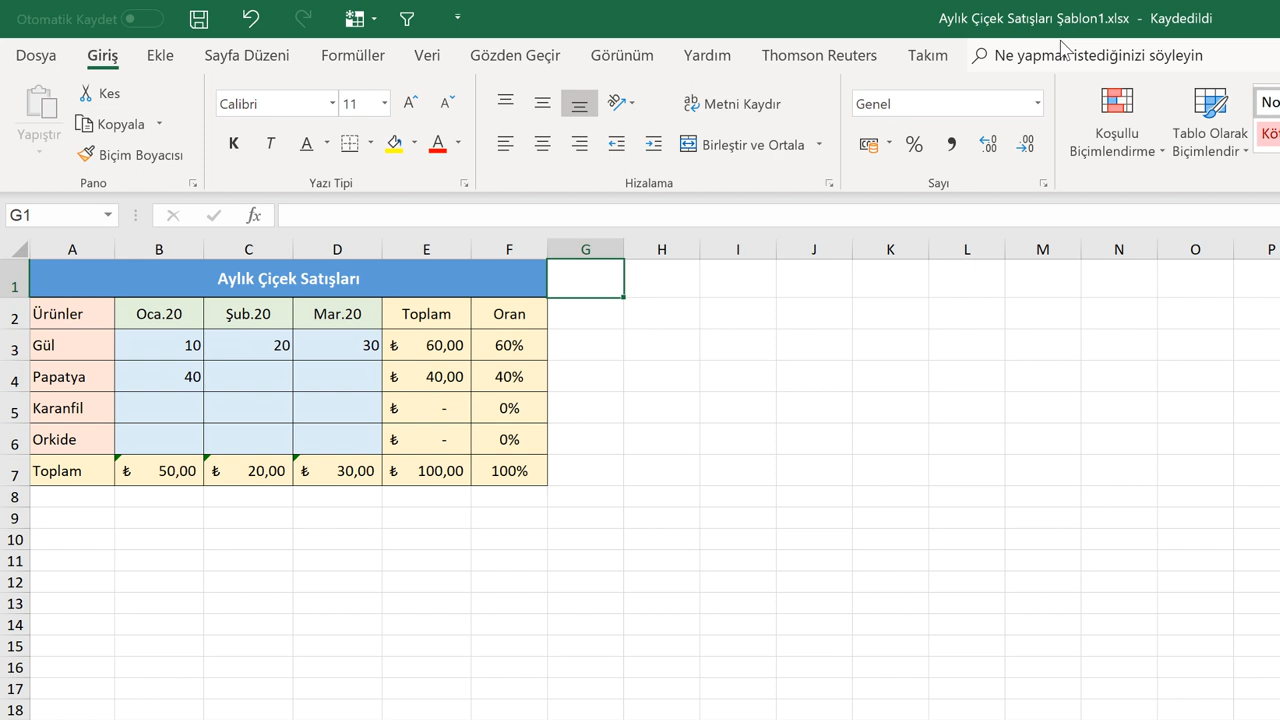 Otomatik Kaydet
Aylık Çiçek Satışları Şablon1.xlsx - Kaydedildi
Dosya Giriş Ekle Sayfa Düzeni Formüller Veri Gözden Geçir Görünüm Yardım Thomson Reuters Takım Ne yapmak istediğinizi söyleyin
Yapıştır
Kes
Kopyala
Biçim Boyacısı
Pano
Calibri 11
K T A A
Yazı Tipi
Metni Kaydır
Birleştir ve Ortala
Hizalama
Genel
Sayı
Koşullu
Biçimlendirme
Tablo Olarak
Biçimlendir
G1
fx
A B C D E F G H I J K L M N O P
1 Aylık Çiçek Satışları
2 Ürünler Oca.20 Şub.20 Mar.20 Toplam Oran
3 Gül 10 20 30 ₺ 60,00 60%
4 Papatya 40 ₺ 40,00 40%
5 Karanfil ₺ - 0%
6 Orkide ₺ - 0%
7 Toplam ₺ 50,00 ₺ 20,00 ₺ 30,00 ₺ 100,00 100%
8
9
10
11
12
13
14
15
16
17
18